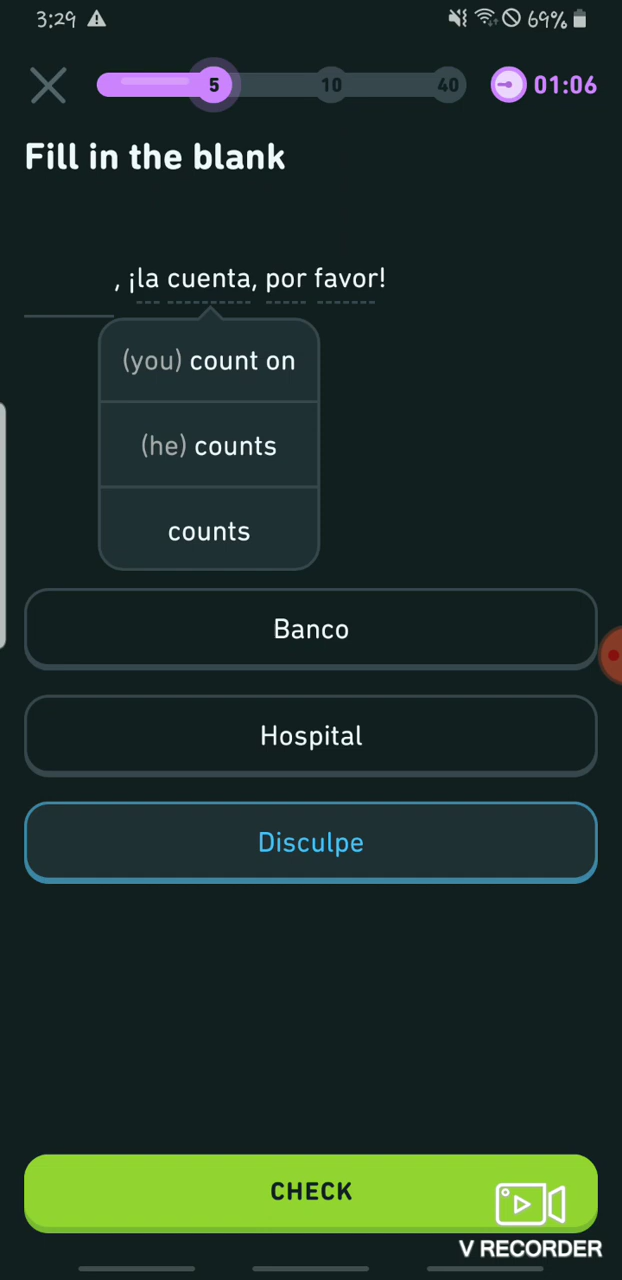 3:29 69%
5 10 40 01:06
Fill in the blank
, ¡la cuenta, por favor!
(you) count on
(he) counts
counts
Banco
Hospital
Disculpe
CHECK
V RECORDER